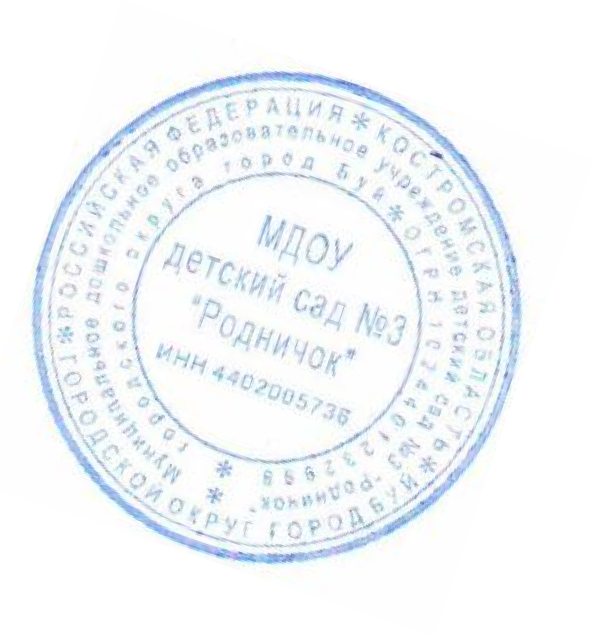 РОССИЙСКАЯ ФЕДЕРАЦИЯ * КОСТРОМСКАЯ ОБЛАСТЬ * ГОРОДСКОЙ ОКРУГ ГОРОД БУЙ *
Муниципальное дошкольное образовательное учреждение детский сад №3 "Родничок" *
городского округа город Буй * ОГРН *
МДОУ
детский сад №3
"Родничок"
ИНН 4402005736